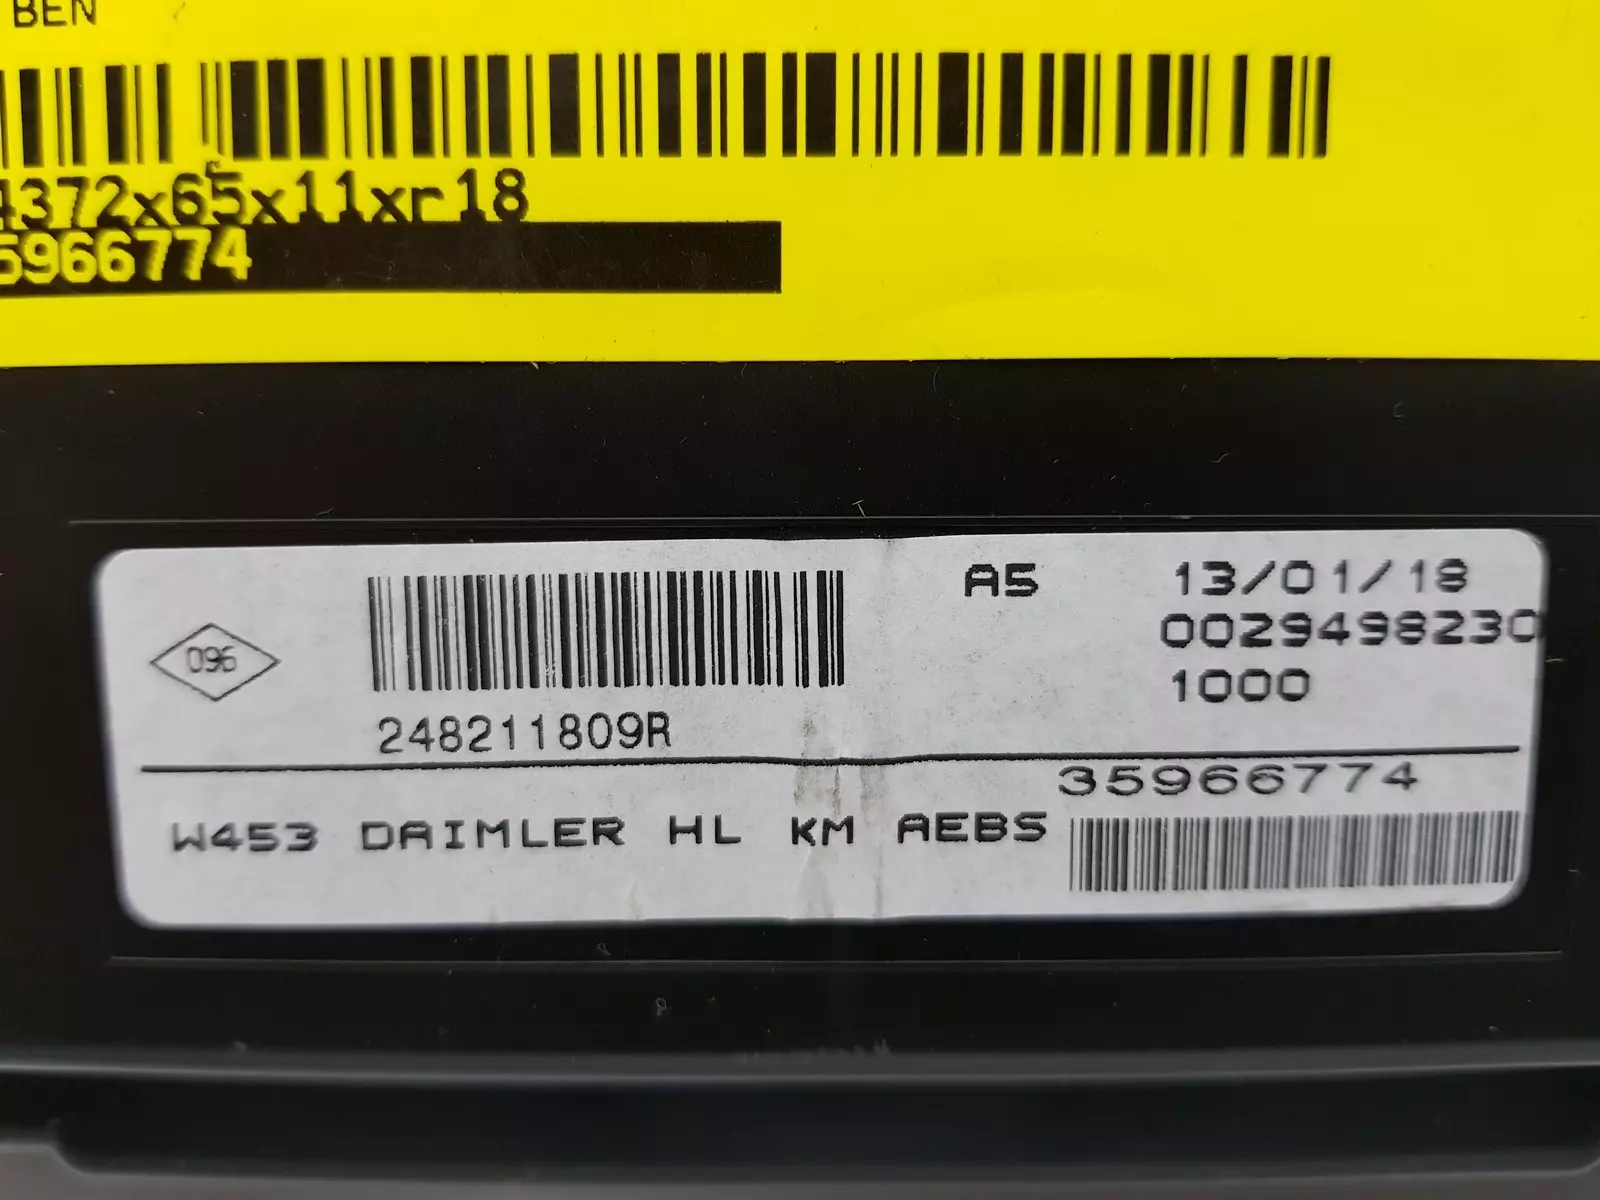 BEN
4372x65x11xr18
5966774
A5 13/01/18
0029498230
096
1000
248211809R
35966774
W453 DAIMLER HL KM AEBS